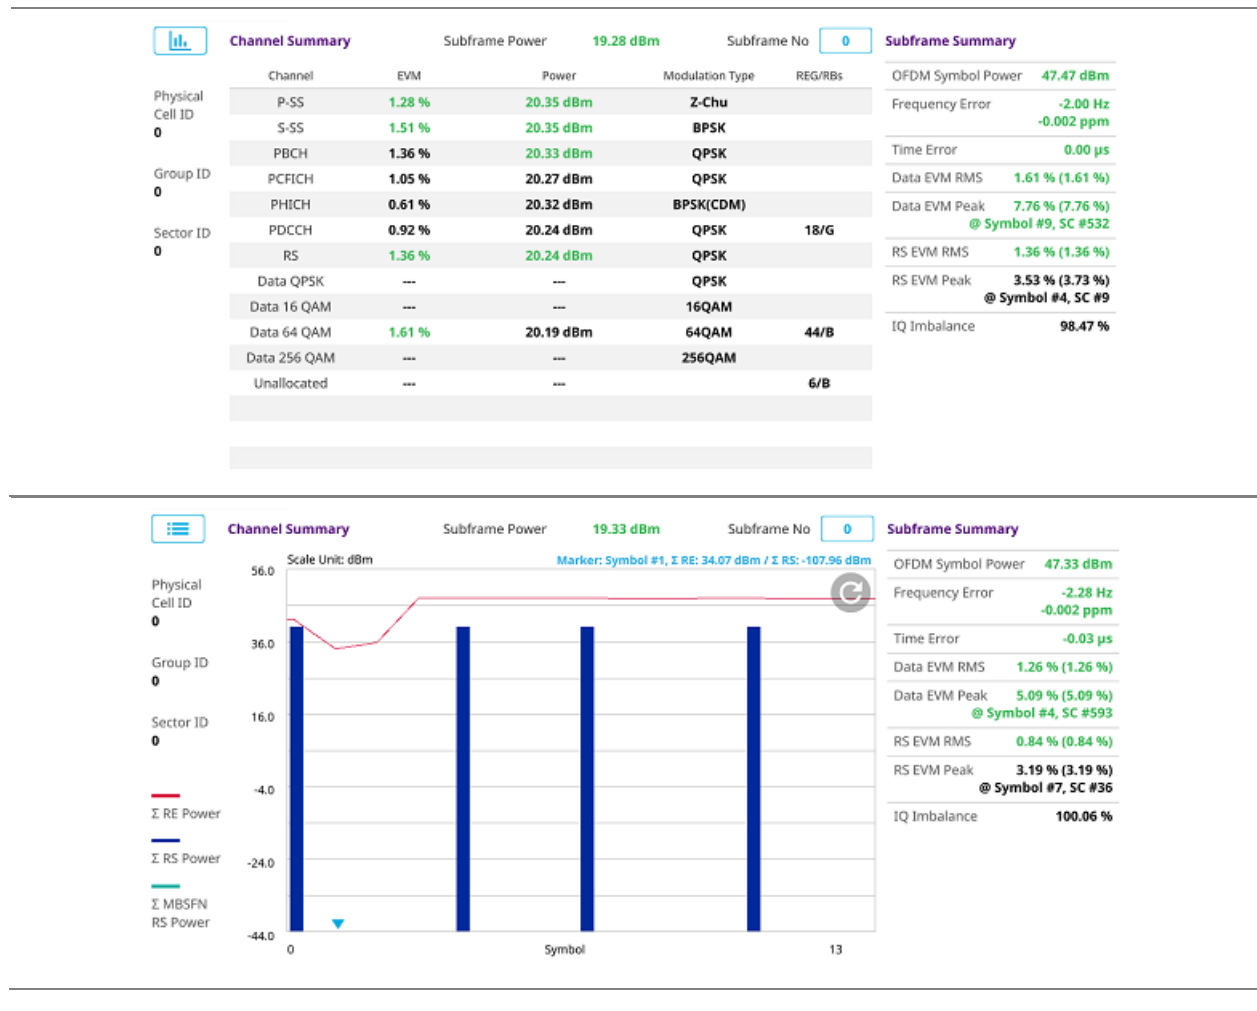 Channel Summary Subframe Power 19.28 dBm Subframe No 0 Subframe Summary
Channel EVM Power Modulation Type REG/RBs
Physical
Cell ID
0
Group ID
0
Sector ID
0
P-SS 1.28 % 20.35 dBm Z-Chu
S-SS 1.51 % 20.35 dBm BPSK
PBCH 1.36 % 20.33 dBm QPSK
PCFICH 1.05 % 20.27 dBm QPSK
PHICH 0.61 % 20.32 dBm BPSK(CDM)
PDCCH 0.92 % 20.24 dBm QPSK 18/G
RS 1.36 % 20.24 dBm QPSK
Data QPSK --- --- QPSK
Data 16 QAM --- --- 16QAM
Data 64 QAM 1.61 % 20.19 dBm 64QAM 44/B
Data 256 QAM --- --- 256QAM
Unallocated --- --- 6/B
OFDM Symbol Power 47.47 dBm
Frequency Error -2.00 Hz
-0.002 ppm
Time Error 0.00 µs
Data EVM RMS 1.61 % (1.61 %)
Data EVM Peak 7.76 % (7.76 %)
@ Symbol #9, SC #532
RS EVM RMS 1.36 % (1.36 %)
RS EVM Peak 3.53 % (3.73 %)
@ Symbol #4, SC #9
IQ Imbalance 98.47 %
Channel Summary Subframe Power 19.33 dBm Subframe No 0 Subframe Summary
Scale Unit: dBm Marker: Symbol #1, Σ RE: 34.07 dBm / Σ RS: -107.96 dBm
Physical
Cell ID
0
Group ID
0
Sector ID
0
Σ RE Power
Σ RS Power
Σ MBSFN
RS Power
56.0
36.0
16.0
-4.0
-24.0
-44.0
0 Symbol 13
OFDM Symbol Power 47.33 dBm
Frequency Error -2.28 Hz
-0.002 ppm
Time Error -0.03 µs
Data EVM RMS 1.26 % (1.26 %)
Data EVM Peak 5.09 % (5.09 %)
@ Symbol #4, SC #593
RS EVM RMS 0.84 % (0.84 %)
RS EVM Peak 3.19 % (3.19 %)
@ Symbol #7, SC #36
IQ Imbalance 100.06 %